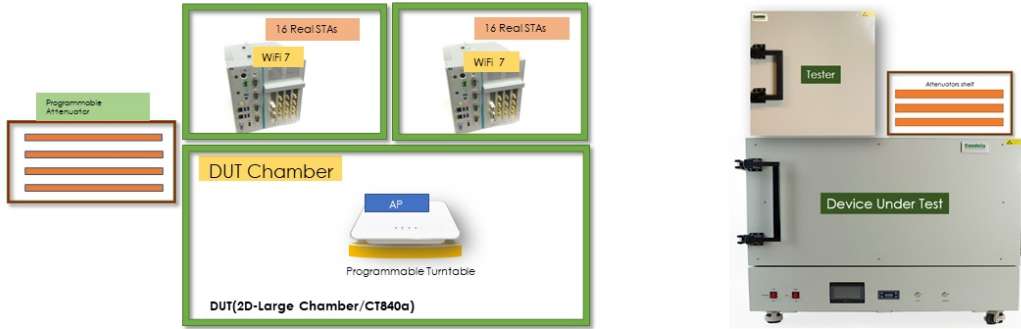 16 Real STAs
16 Real STAs
WiFi 7
WiFi 7
Programmable
Attenuator
DUT Chamber
AP
Programmable Turntable
DUT(2D-Large Chamber/CT840a)
Tester
Attenuators shelf
Candela
Device Under Test